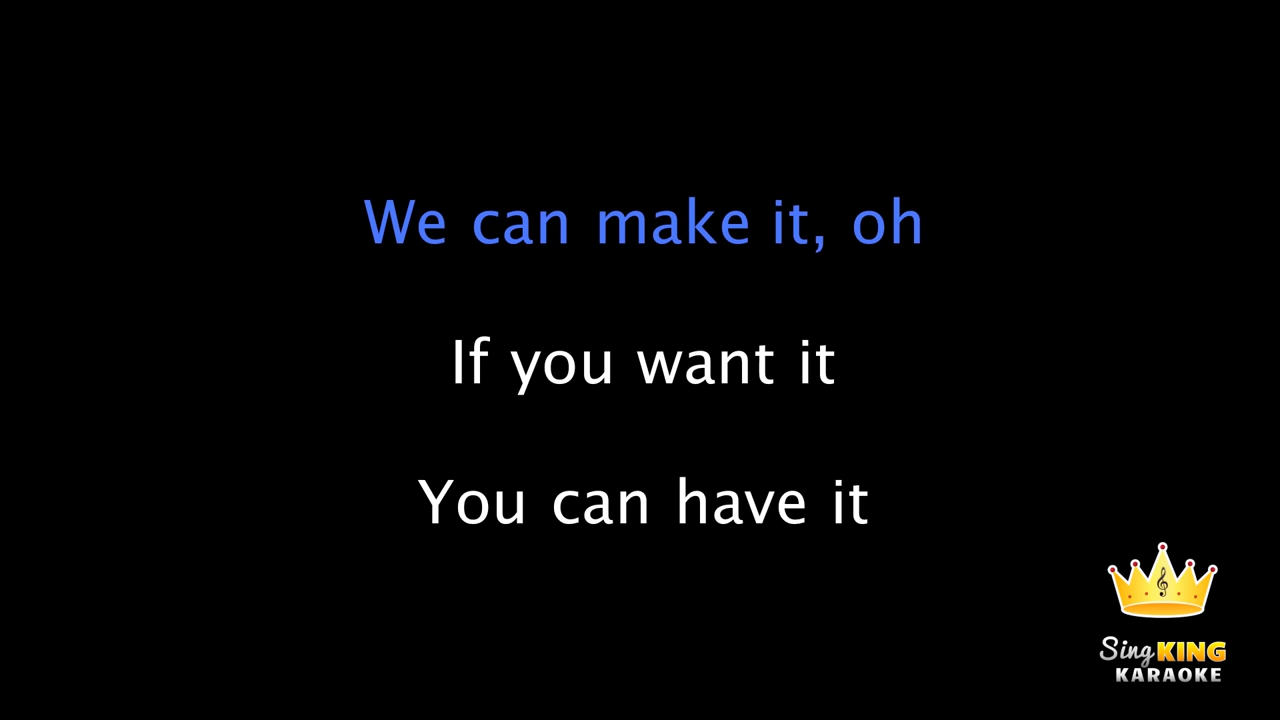 We can make it, oh
If you want it
You can have it
Sing KING
KARAOKE